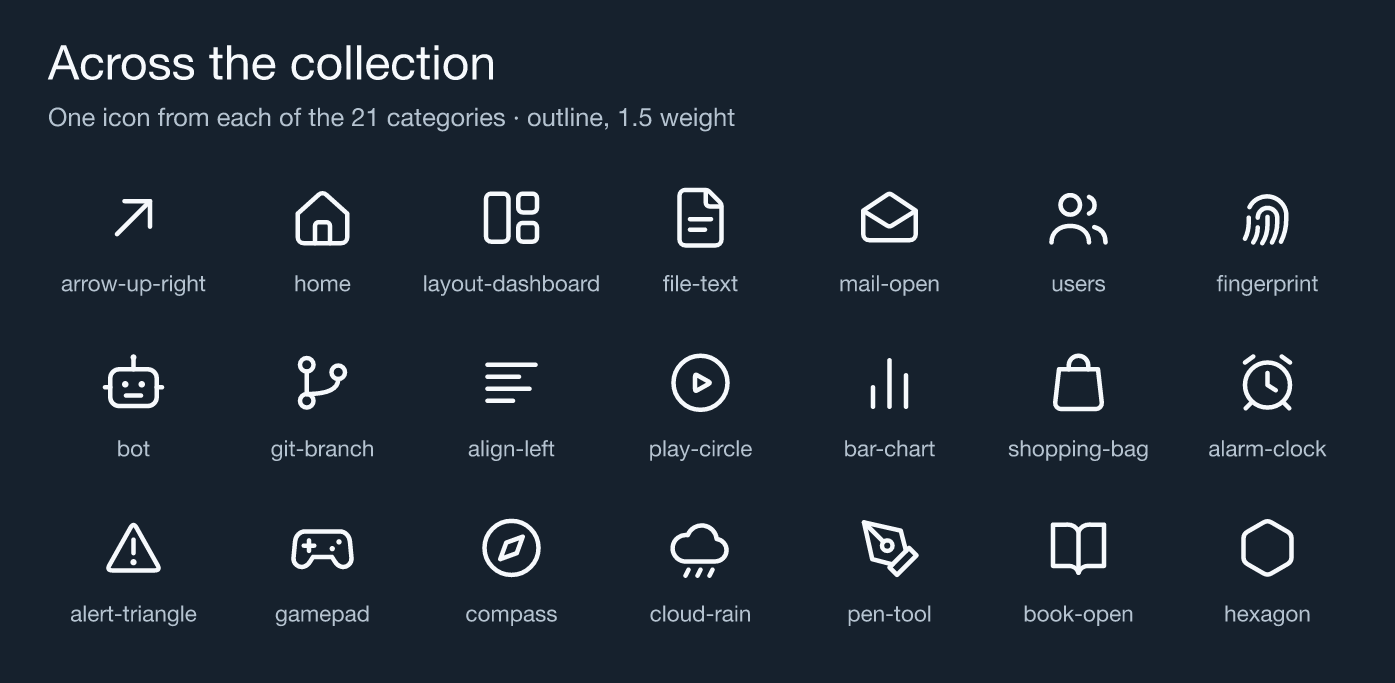 Across the collection
One icon from each of the 21 categories · outline, 1.5 weight
arrow-up-right home layout-dashboard file-text mail-open users fingerprint
bot git-branch align-left play-circle bar-chart shopping-bag alarm-clock
alert-triangle gamepad compass cloud-rain pen-tool book-open hexagon